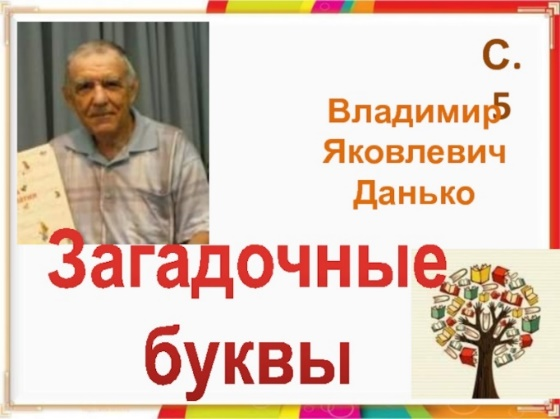 С.
5
Владимир
Яковлевич
Данько
Загадочные
буквы